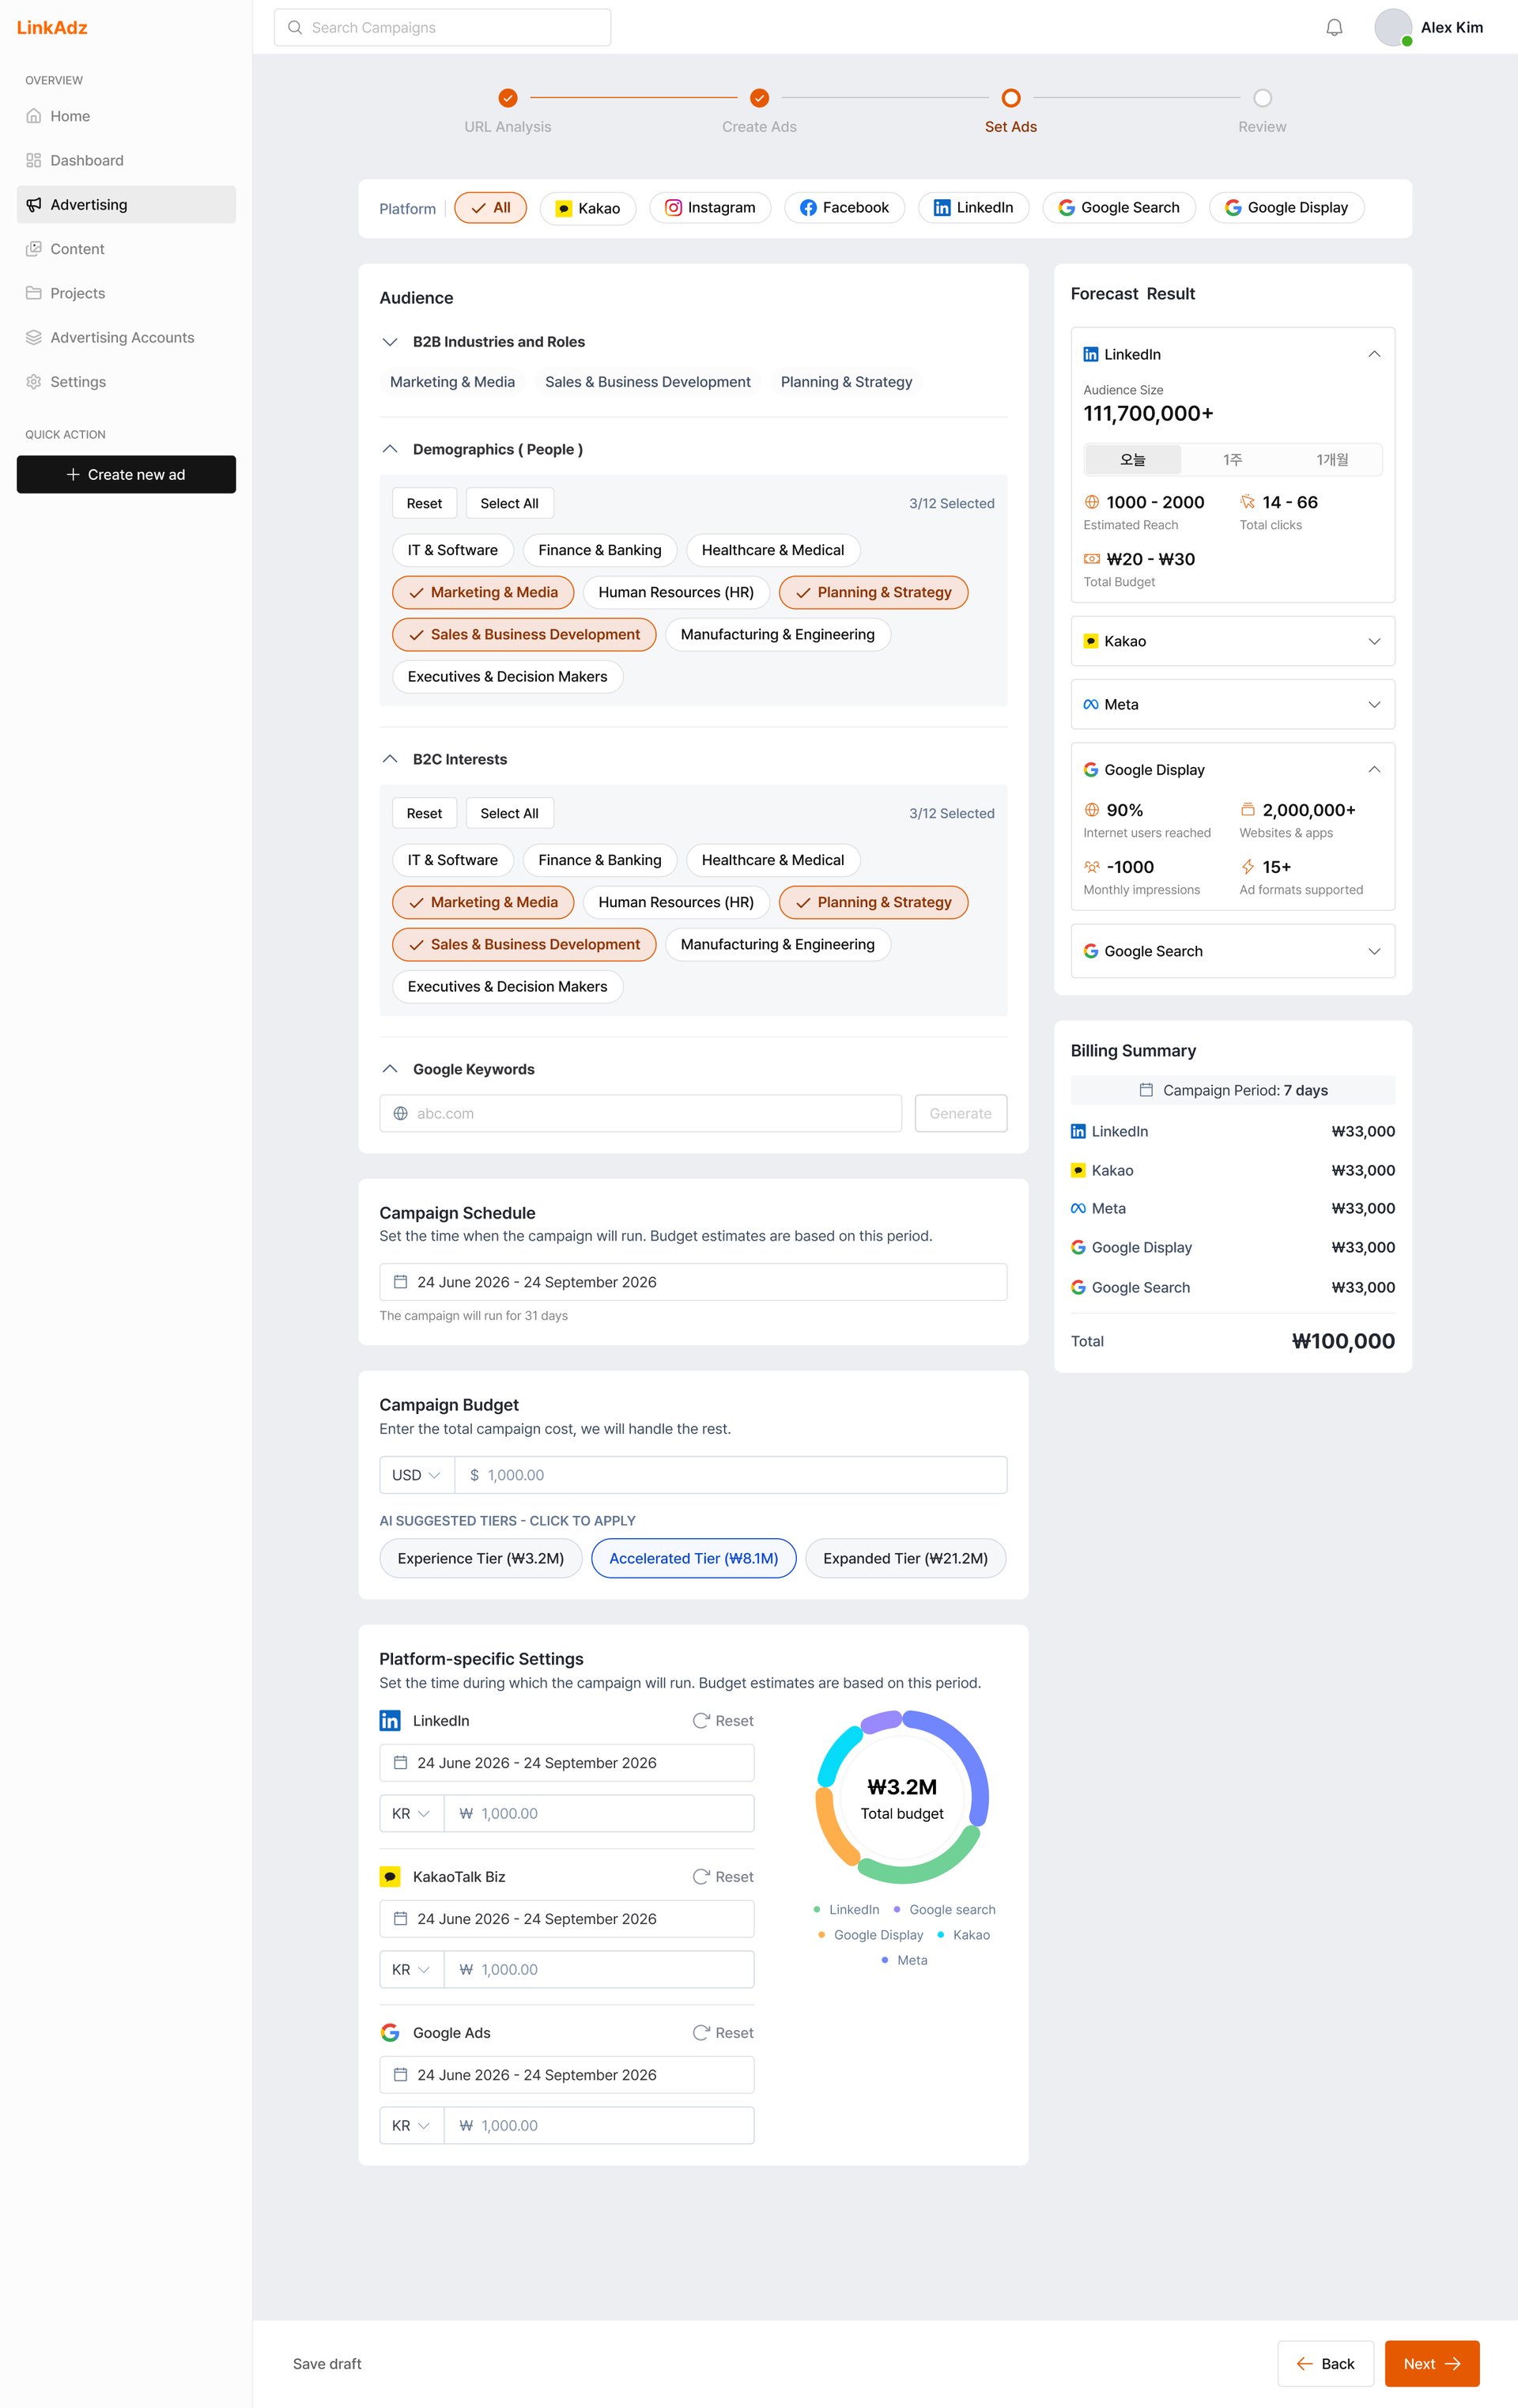 LinkAdz
Search Campaigns
Alex Kim
OVERVIEW
Home
Dashboard
Advertising
Content
Projects
Advertising Accounts
Settings
QUICK ACTION
Create new ad
URL Analysis
Create Ads
Set Ads
Review
Platform
All
Kakao
Instagram
Facebook
LinkedIn
Google Search
Google Display
Audience
B2B Industries and Roles
Marketing & Media
Sales & Business Development
Planning & Strategy
Demographics ( People )
Reset
Select All
3/12 Selected
IT & Software
Finance & Banking
Healthcare & Medical
Marketing & Media
Human Resources (HR)
Planning & Strategy
Sales & Business Development
Manufacturing & Engineering
Executives & Decision Makers
B2C Interests
Reset
Select All
3/12 Selected
IT & Software
Finance & Banking
Healthcare & Medical
Marketing & Media
Human Resources (HR)
Planning & Strategy
Sales & Business Development
Manufacturing & Engineering
Executives & Decision Makers
Google Keywords
abc.com
Generate
Campaign Schedule
Set the time when the campaign will run. Budget estimates are based on this period.
24 June 2026 - 24 September 2026
The campaign will run for 31 days
Campaign Budget
Enter the total campaign cost, we will handle the rest.
USD
$ 1,000.00
AI SUGGESTED TIERS - CLICK TO APPLY
Experience Tier (₩3.2M)
Accelerated Tier (₩8.1M)
Expanded Tier (₩21.2M)
Platform-specific Settings
Set the time during which the campaign will run. Budget estimates are based on this period.
LinkedIn
Reset
24 June 2026 - 24 September 2026
KR
₩ 1,000.00
KakaoTalk Biz
Reset
24 June 2026 - 24 September 2026
KR
₩ 1,000.00
Google Ads
Reset
24 June 2026 - 24 September 2026
KR
₩ 1,000.00
₩3.2M
Total budget
LinkedIn
Google search
Google Display
Kakao
Meta
Forecast Result
LinkedIn
Audience Size
111,700,000+
오늘
1주
1개월
1000 - 2000
Estimated Reach
14 - 66
Total clicks
₩20 - ₩30
Total Budget
Kakao
Meta
Google Display
90%
Internet users reached
2,000,000+
Websites & apps
-1000
Monthly impressions
15+
Ad formats supported
Google Search
Billing Summary
Campaign Period: 7 days
LinkedIn
₩33,000
Kakao
₩33,000
Meta
₩33,000
Google Display
₩33,000
Google Search
₩33,000
Total
₩100,000
Save draft
Back
Next